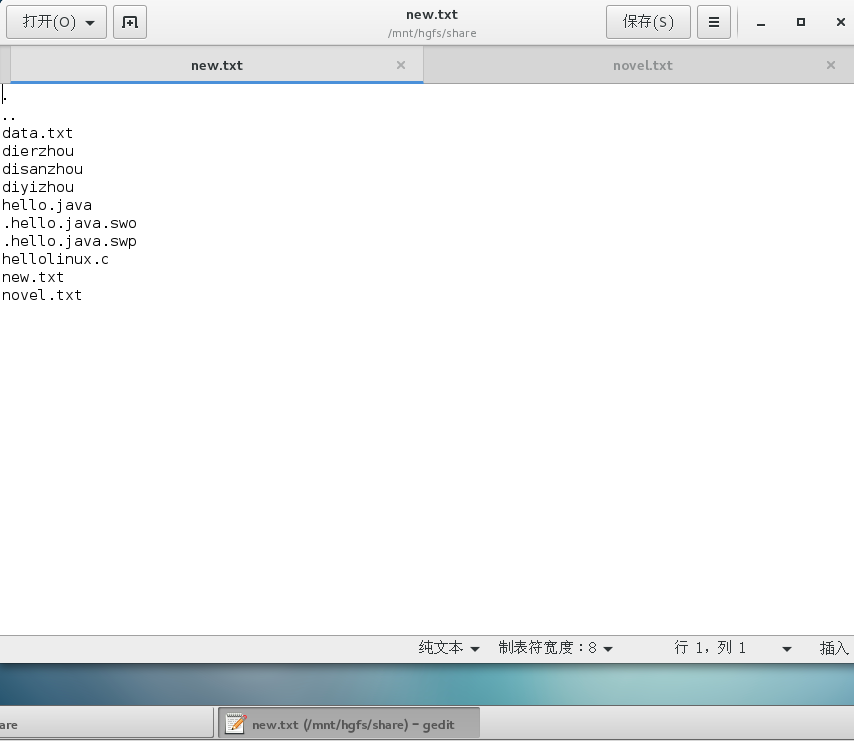 打开(O)
new.txt
/mnt/hgfs/share
保存(S)
new.txt
novel.txt
.
..
data.txt
dierzhou
disanzhou
diyizhou
hello.java
.hello.java.swo
.hello.java.swp
hellolinux.c
new.txt
novel.txt
纯文本
制表符宽度：8
行 1，列 1
插入
are
new.txt (/mnt/hgfs/share) - gedit